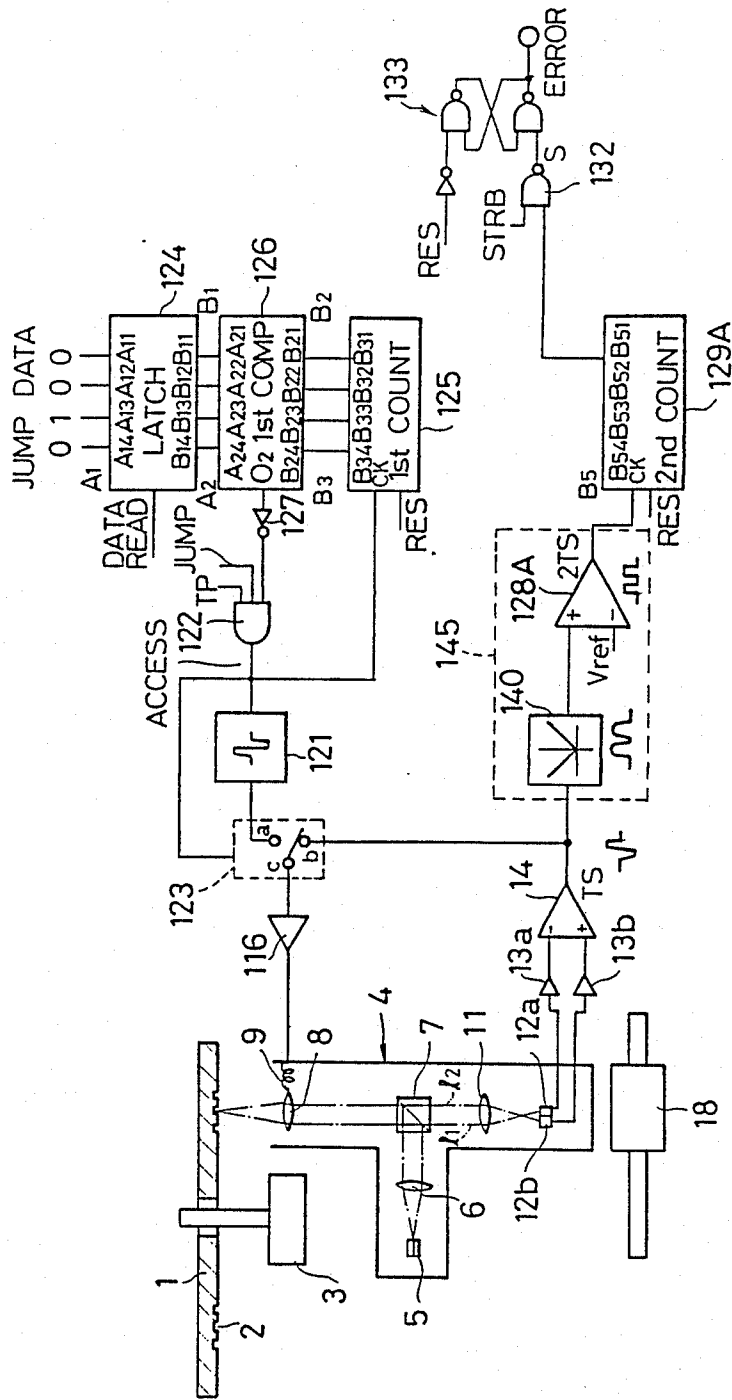 JUMP DATA
0 1 0 0
A1
A14 A13 A12 A11
LATCH
B14 B13 B12 B11
124
DATA
READ
A2
B1
A24 A23 A22 A21
O2 1st COMP
B24 B23 B22 B21
126
B3
B2
B34 B33 B32 B31
CK
1st COUNT
125
RES
127
JUMP
TP
122
ACCESS
121
123
a
b
c
116
133
RES
ERROR
S
STRB
132
B5
B54 B53 B52 B51
CK
2nd COUNT
129A
RES
2TS
128A
+
−
Vref
145
140
14
TS
−
+
13a
13b
1
2
3
4
9
8
7
ℓ2
ℓ1
11
6
5
12a
12b
18